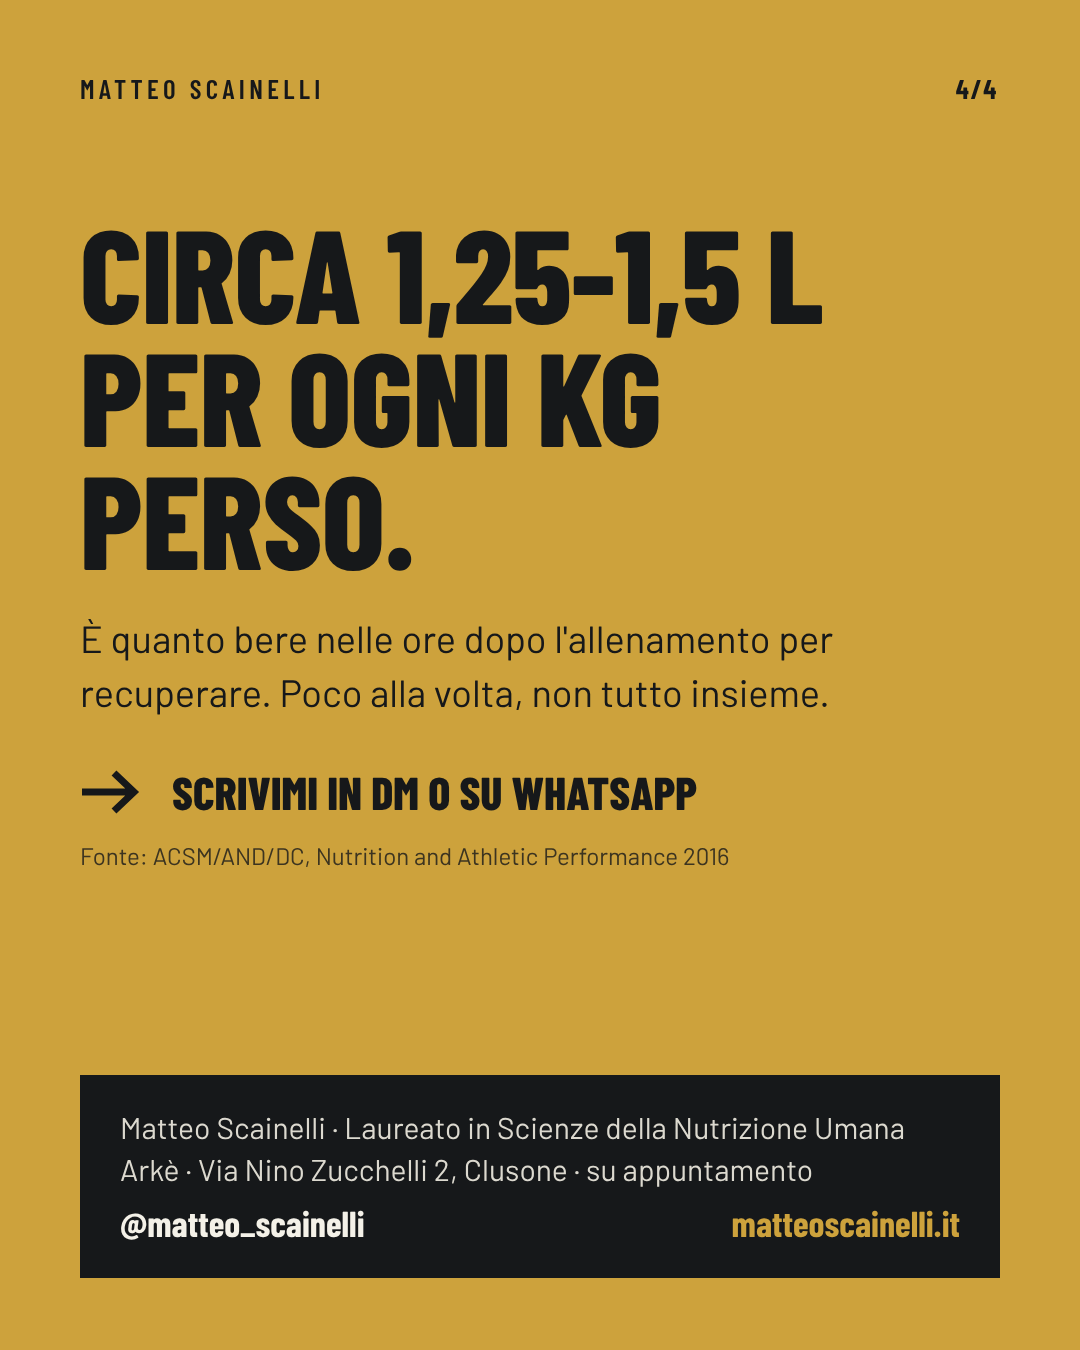 MATTEO SCAINELLI
4/4
CIRCA 1,25-1,5 L
PER OGNI KG
PERSO.
È quanto bere nelle ore dopo l'allenamento per
recuperare. Poco alla volta, non tutto insieme.
→ SCRIVIMI IN DM O SU WHATSAPP
Fonte: ACSM/AND/DC, Nutrition and Athletic Performance 2016
Matteo Scainelli · Laureato in Scienze della Nutrizione Umana
Arkè · Via Nino Zucchelli 2, Clusone · su appuntamento
@matteo_scainelli
matteoscainelli.it